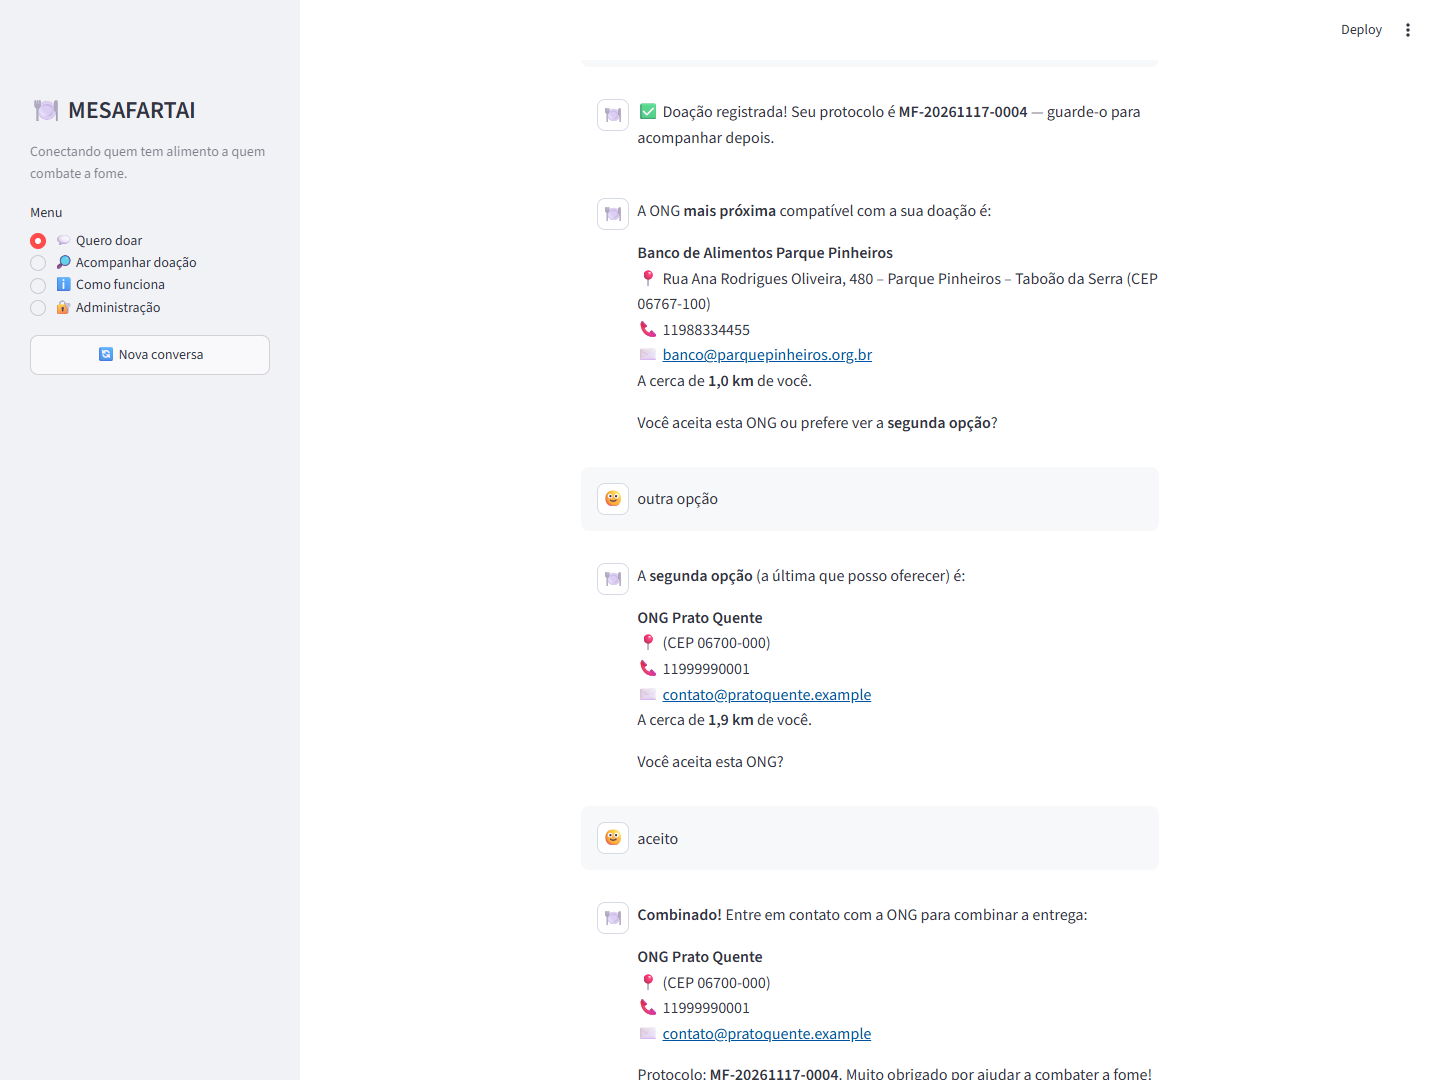 Deploy
MESAFARTAI
Conectando quem tem alimento a quem
combate a fome.
Menu
Quero doar
Acompanhar doação
Como funciona
Administração
Nova conversa
Doação registrada! Seu protocolo é MF-20261117-0004 — guarde-o para
acompanhar depois.
A ONG mais próxima compatível com a sua doação é:
Banco de Alimentos Parque Pinheiros
Rua Ana Rodrigues Oliveira, 480 – Parque Pinheiros – Taboão da Serra (CEP
06767-100)
11988334455
banco@parquepinheiros.org.br
A cerca de 1,0 km de você.
Você aceita esta ONG ou prefere ver a segunda opção?
outra opção
A segunda opção (a última que posso oferecer) é:
ONG Prato Quente
(CEP 06700-000)
11999990001
contato@pratoquente.example
A cerca de 1,9 km de você.
Você aceita esta ONG?
aceito
Combinado! Entre em contato com a ONG para combinar a entrega:
ONG Prato Quente
(CEP 06700-000)
11999990001
contato@pratoquente.example
Protocolo: MF-20261117-0004. Muito obrigado por ajudar a combater a fome!